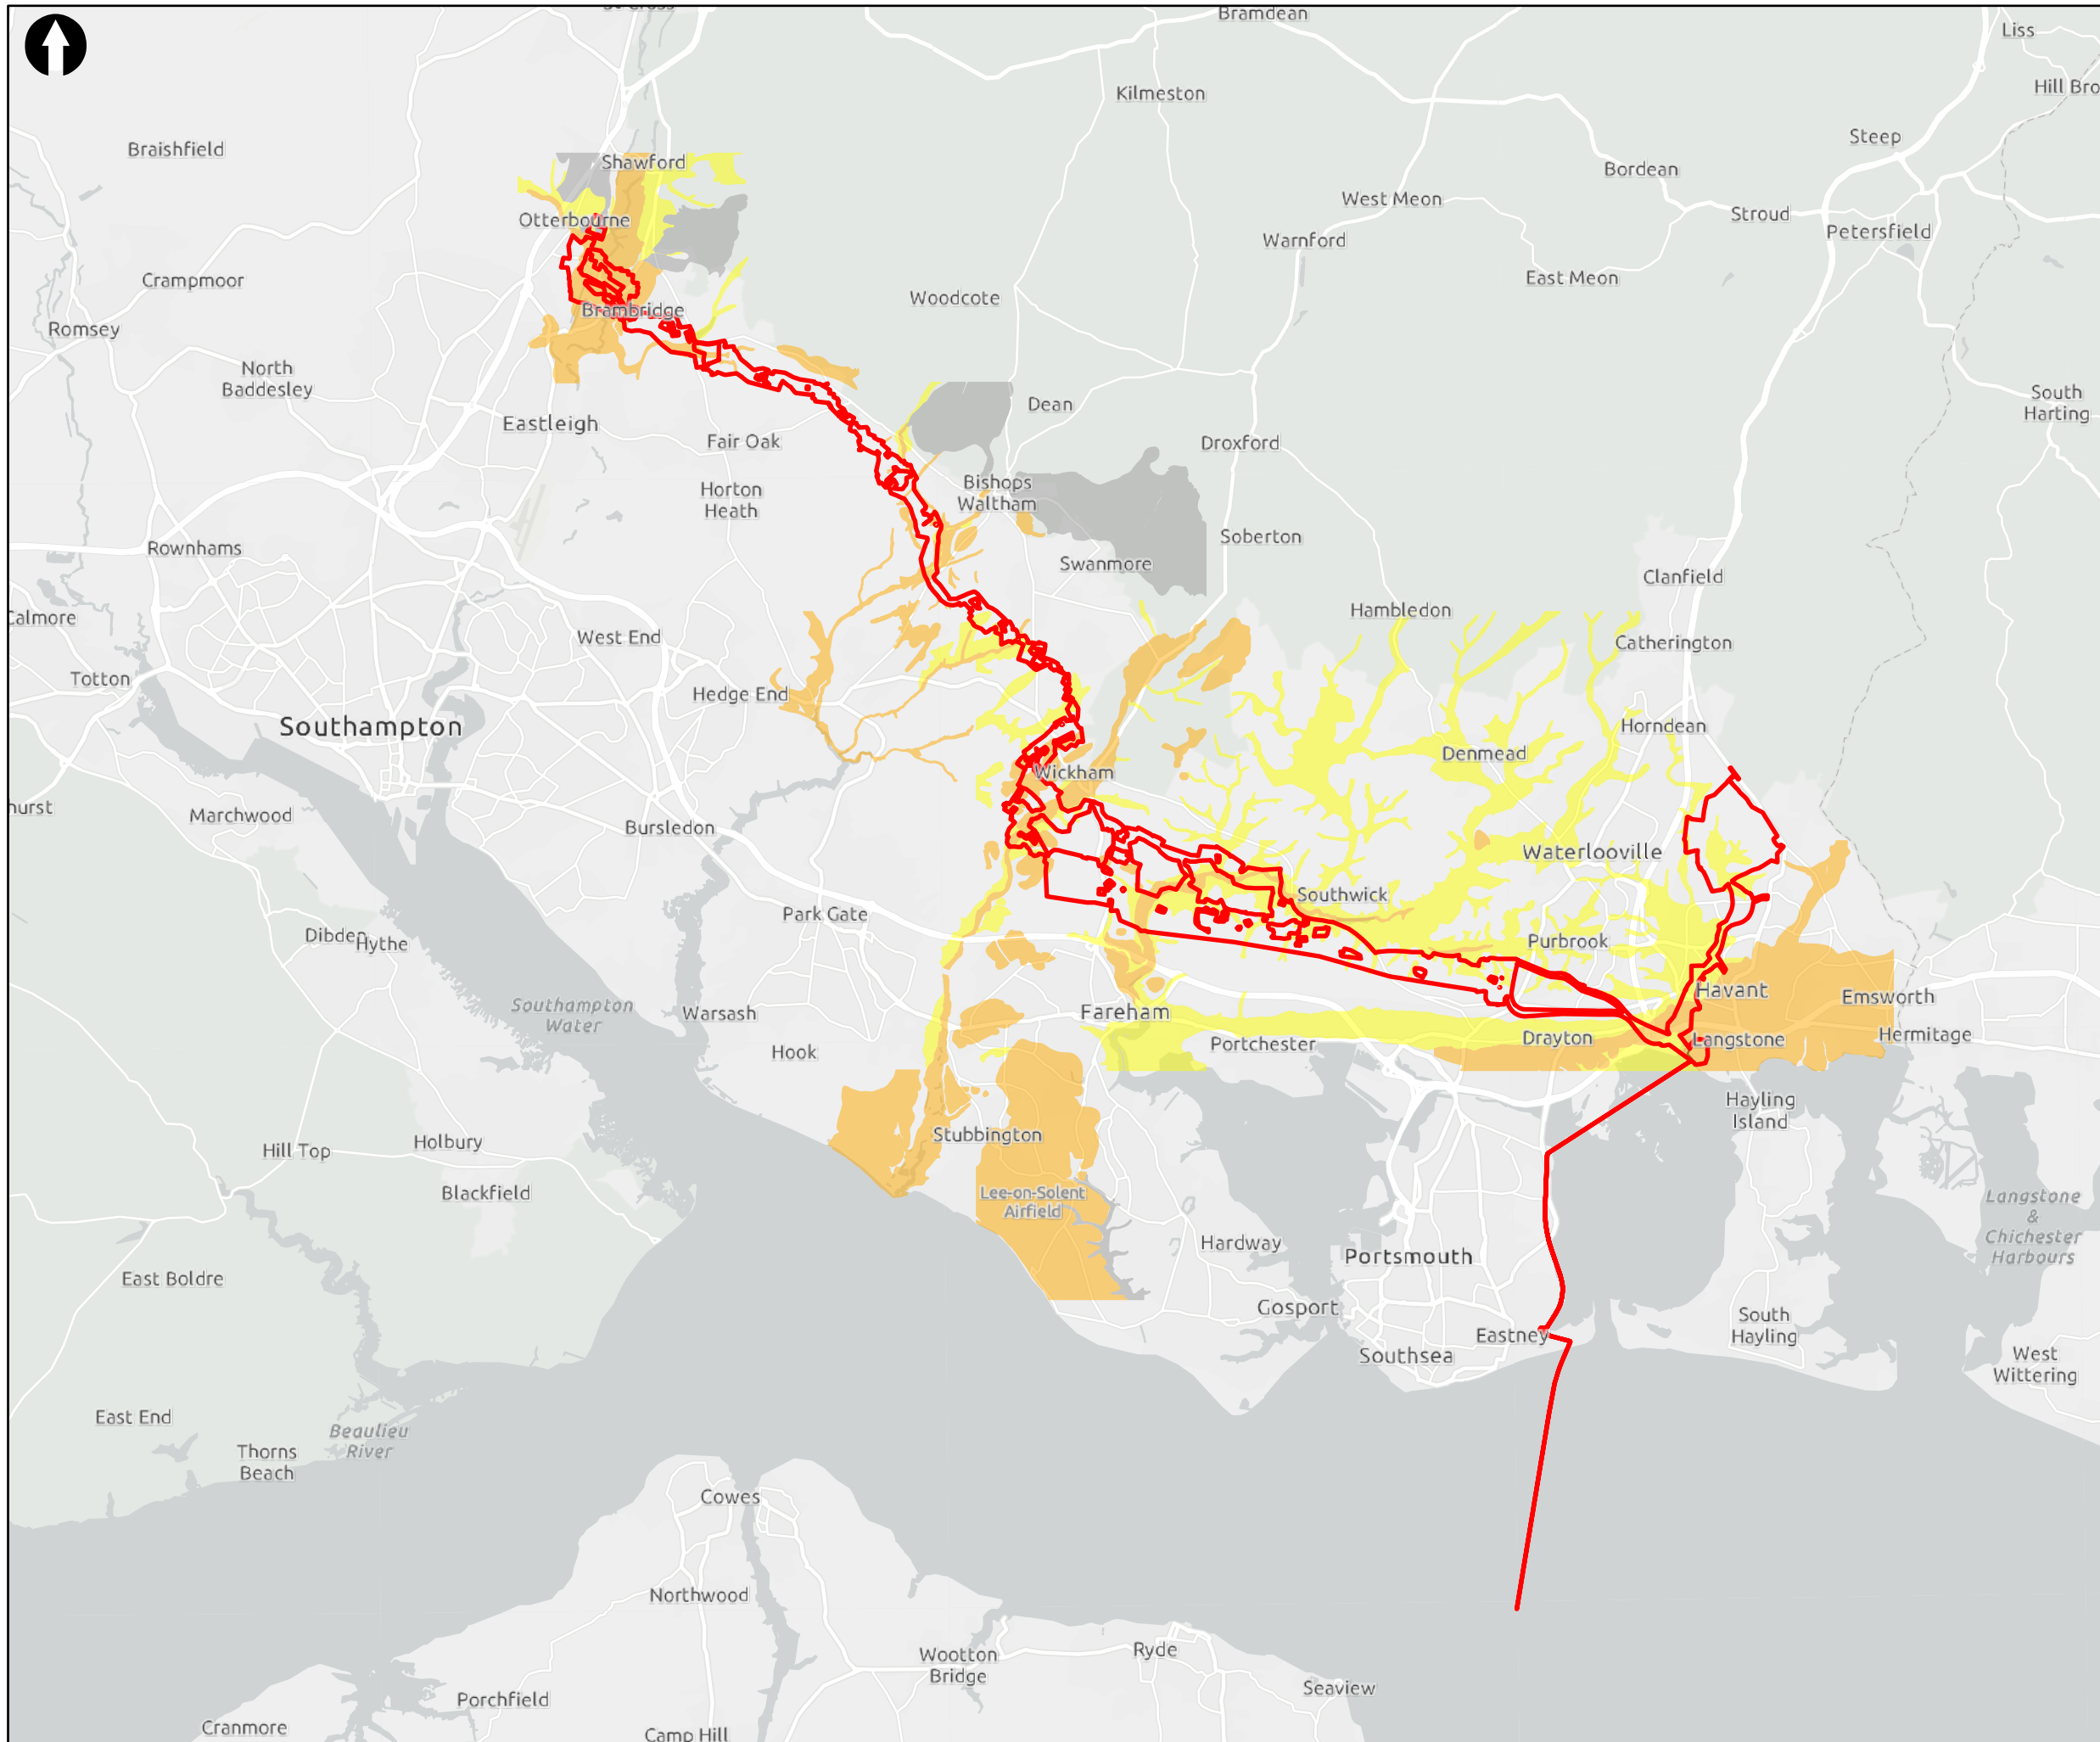 St Cross
Bramdean
Liss
Kilmeston
Hill Bro
Braishfield
Steep
Shawford
Bordean
Otterbourne
West Meon
Stroud
Warnford
Petersfield
Crampmoor
East Meon
Woodcote
Brambridge
Romsey
North
Baddesley
South
Harting
Dean
Eastleigh
Fair Oak
Droxford
Horton
Heath
Bishops
Waltham
Soberton
Rownhams
Swanmore
Clanfield
Hambledon
Calmore
West End
Catherington
Totton
Hedge End
Southampton
Horndean
Denmead
Wickham
hurst
Marchwood
Bursledon
Waterlooville
Southwick
Park Gate
Dibden
Hythe
Purbrook
Havant
Emsworth
Southampton
Water
Warsash
Fareham
Hermitage
Hook
Portchester
Drayton
Langstone
Hayling
Island
Stubbington
Holbury
Hill Top
Blackfield
Lee-on-Solent
Airfield
Langstone
&
Chichester
Harbours
Hardway
Portsmouth
East Boldre
Gosport
South
Hayling
Eastney
Southsea
West
Wittering
East End
Beaulieu
River
Thorns
Beach
Cowes
Northwood
Wootton
Bridge
Ryde
Seaview
Porchfield
Cranmore
Camp Hill